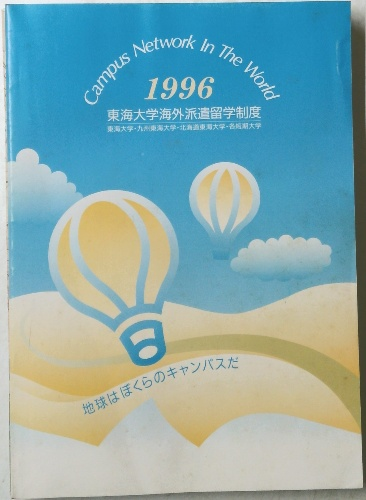 Campus Network In The World
1996
東海大学海外派遣留学制度
東海大学・九州東海大学・北海道東海大学・各短期大学
地球はぼくらのキャンパスだ